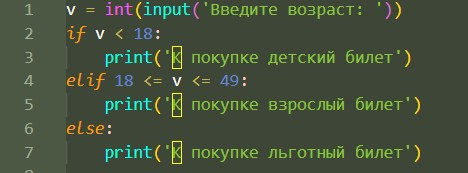 1 v = int(input('Введите возраст: '))
2 if v < 18:
3     print('К покупке детский билет')
4 elif 18 <= v <= 49:
5     print('К покупке взрослый билет')
6 else:
7     print('К покупке льготный билет')